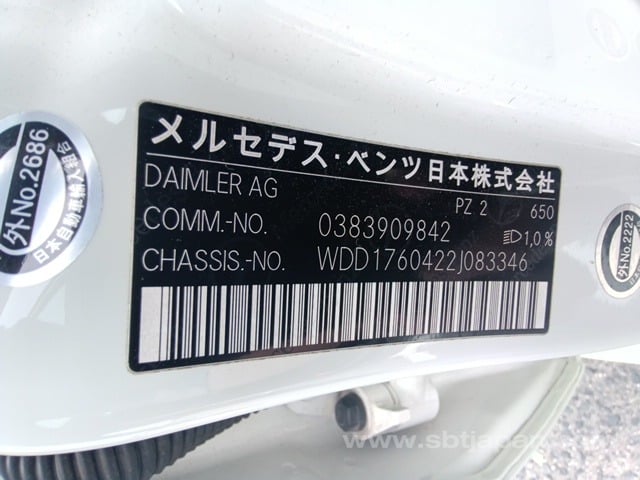 メルセデス・ベンツ日本株式会社
DAIMLER AG
PZ 2 650
COMM.-NO. 0383909842 1,0%
CHASSIS.-NO. WDD1760422J083346
外No.2686
日本自動車輸入組合
外No.2222
www.sbtjapan